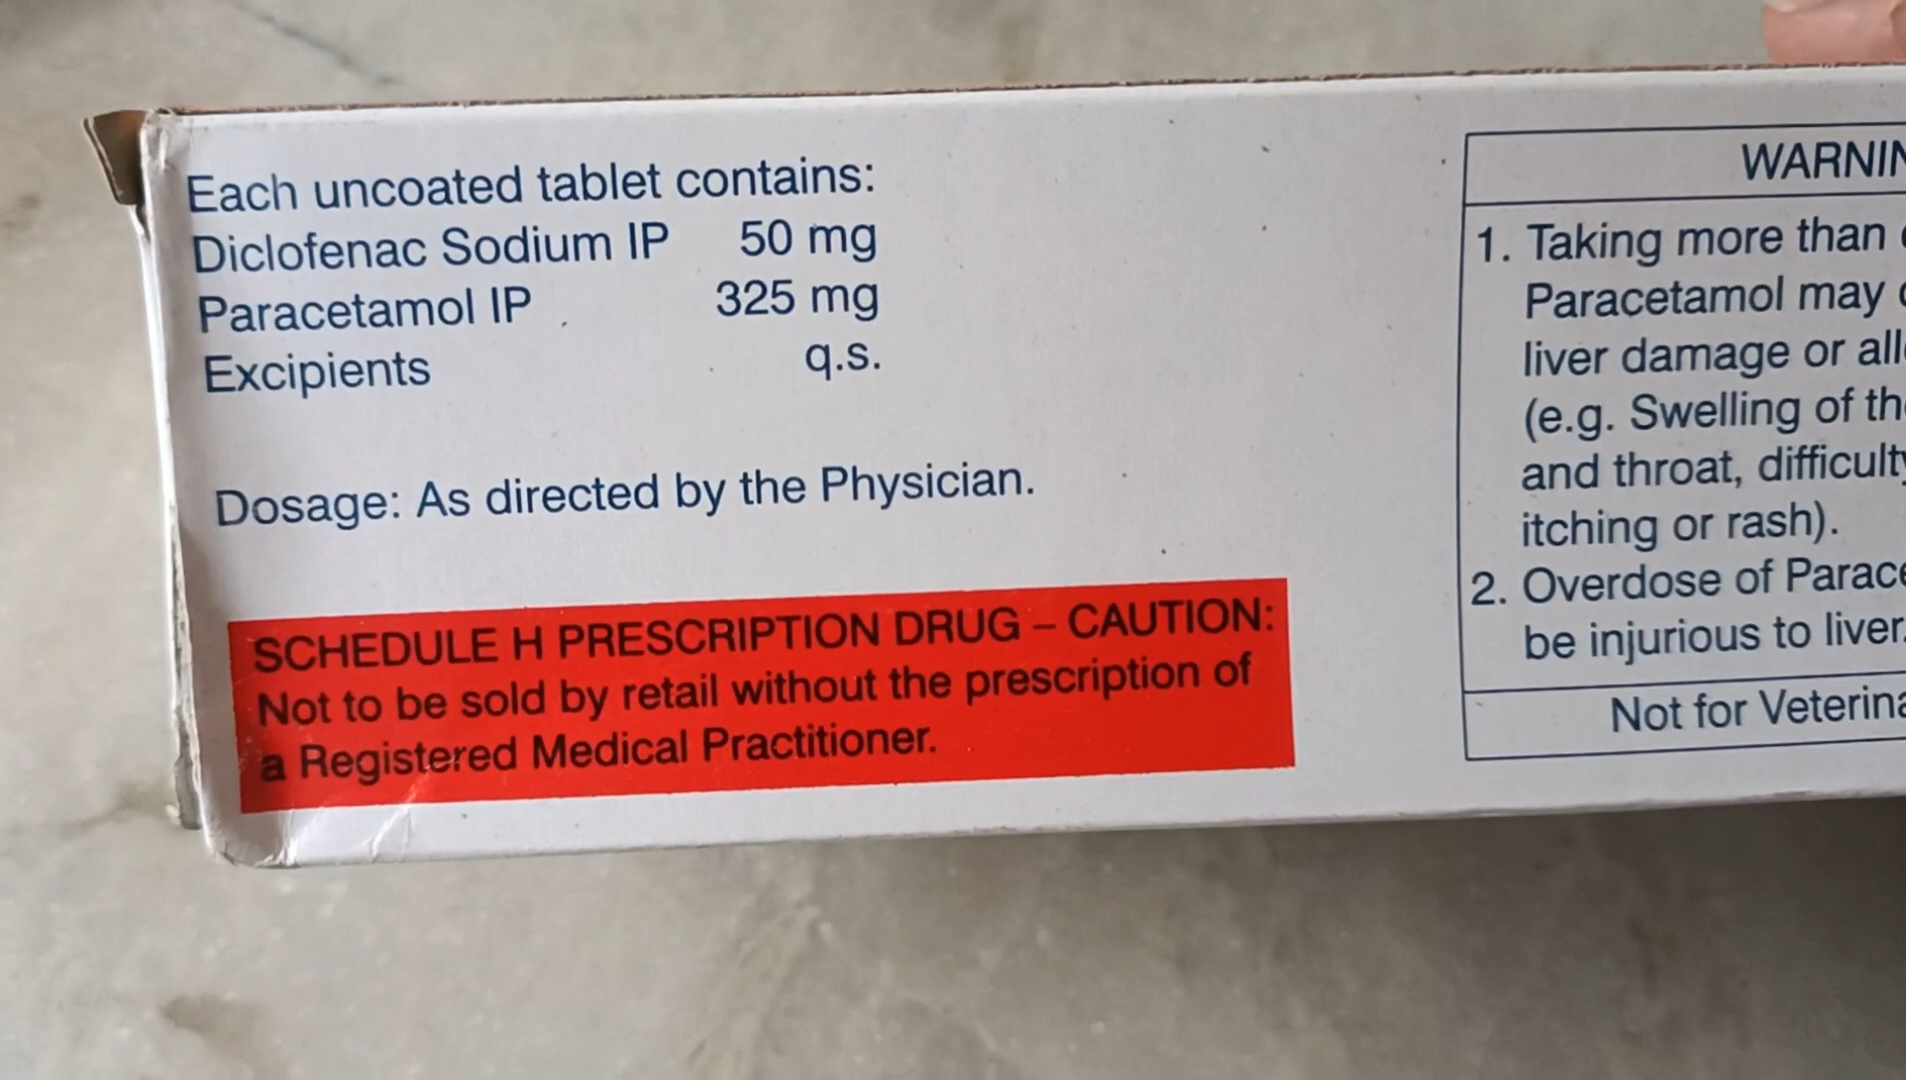 Each uncoated tablet contains:
Diclofenac Sodium IP 50 mg
Paracetamol IP 325 mg
Excipients q.s.
Dosage: As directed by the Physician.
SCHEDULE H PRESCRIPTION DRUG – CAUTION:
Not to be sold by retail without the prescription of
a Registered Medical Practitioner.
1. Taking more than
Paracetamol may
liver damage or
(e.g. Swelling of
and throat,
itching or rash).
2. Overdose of
be injurious to liver.
Not for